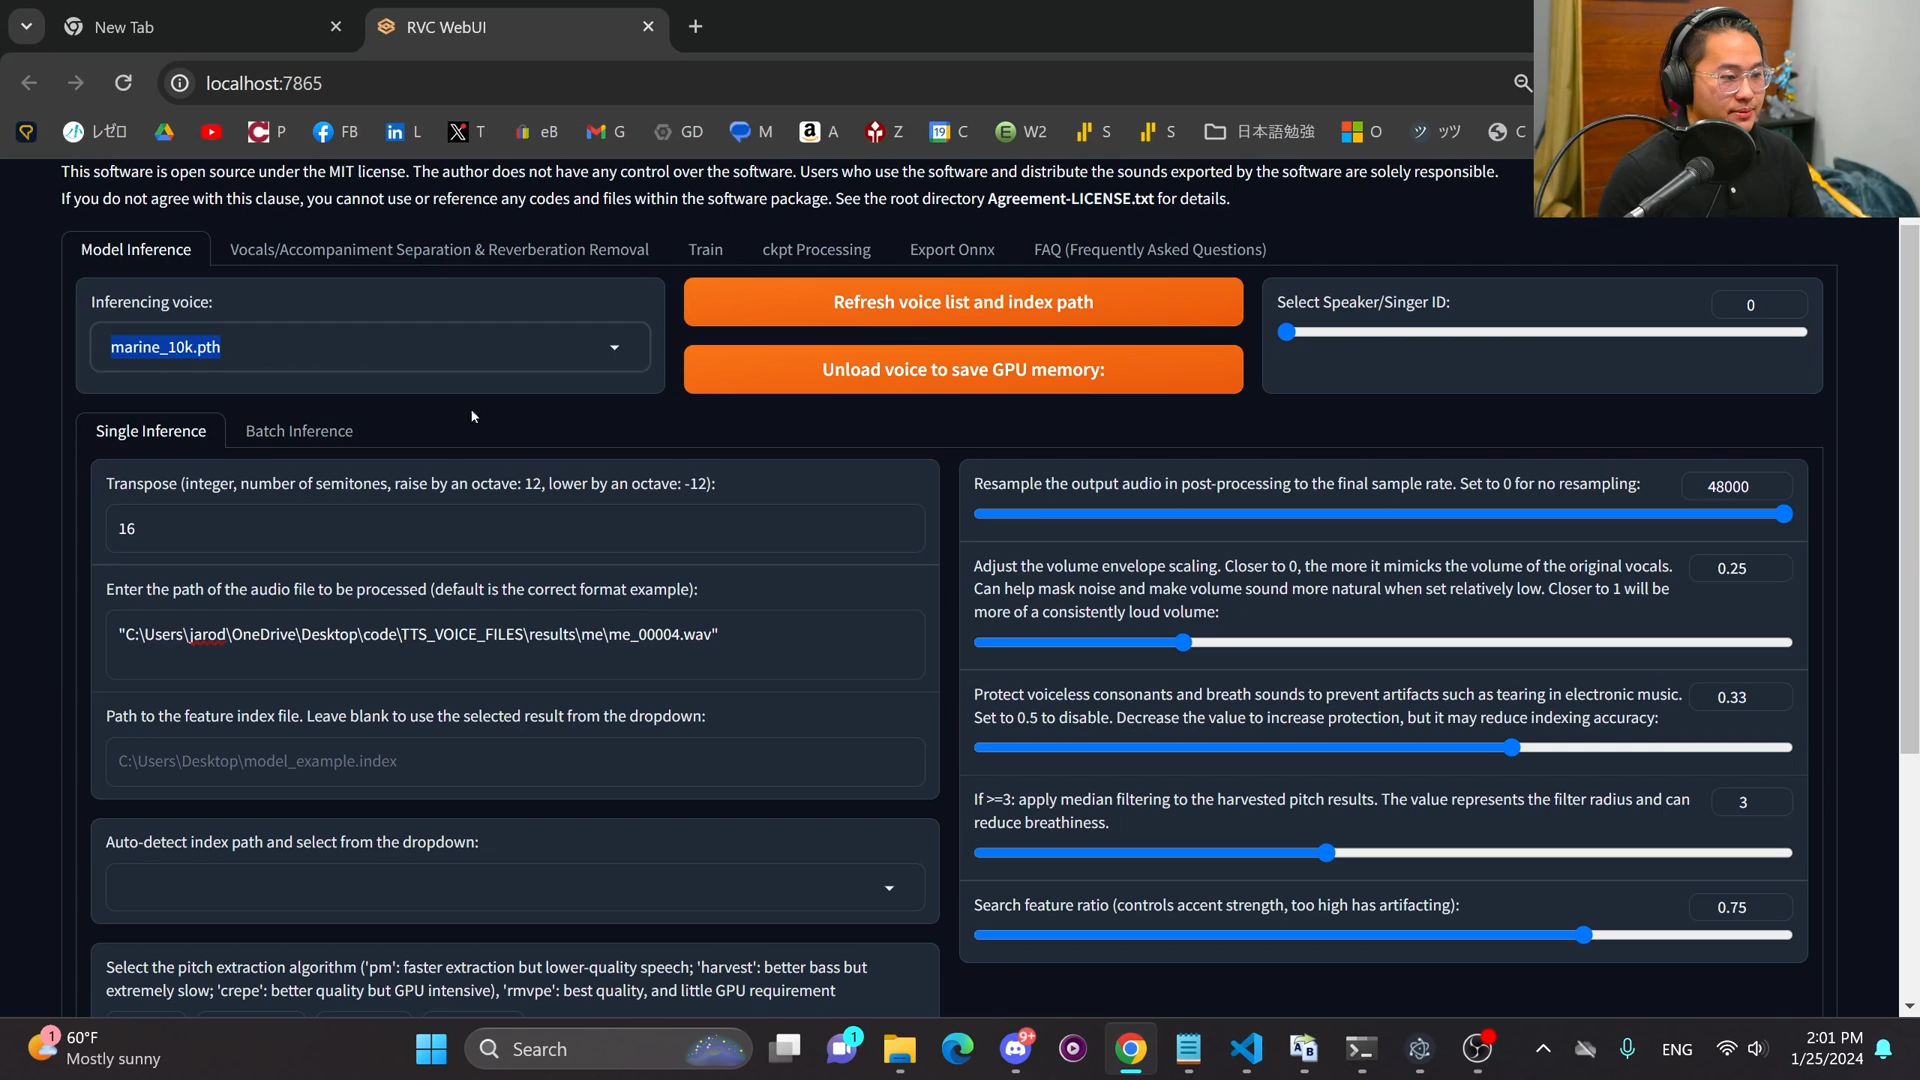 New Tab
RVC WebUI
localhost:7865
レゼロ
P
FB
L
T
eB
G
GD
M
A
Z
19
C
W2
S
S
日本語勉強
O
ッツ
C
This software is open source under the MIT license. The author does not have any control over the software. Users who use the software and distribute the sounds exported by the software are solely responsible.
If you do not agree with this clause, you cannot use or reference any codes and files within the software package. See the root directory Agreement-LICENSE.txt for details.
Model Inference
Vocals/Accompaniment Separation & Reverberation Removal
Train
ckpt Processing
Export Onnx
FAQ (Frequently Asked Questions)
Inferencing voice:
marine_10k.pth
Refresh voice list and index path
Unload voice to save GPU memory:
Select Speaker/Singer ID:
0
Single Inference
Batch Inference
Transpose (integer, number of semitones, raise by an octave: 12, lower by an octave: -12):
16
Enter the path of the audio file to be processed (default is the correct format example):
"C:\Users\jarod\OneDrive\Desktop\code\TTS_VOICE_FILES\results\me\me_00004.wav"
Path to the feature index file. Leave blank to use the selected result from the dropdown:
C:\Users\Desktop\model_example.index
Auto-detect index path and select from the dropdown:
Select the pitch extraction algorithm ('pm': faster extraction but lower-quality speech; 'harvest': better bass but
extremely slow; 'crepe': better quality but GPU intensive), 'rmvpe': best quality, and little GPU requirement
Resample the output audio in post-processing to the final sample rate. Set to 0 for no resampling:
48000
Adjust the volume envelope scaling. Closer to 0, the more it mimicks the volume of the original vocals.
Can help mask noise and make volume sound more natural when set relatively low. Closer to 1 will be
more of a consistently loud volume:
0.25
Protect voiceless consonants and breath sounds to prevent artifacts such as tearing in electronic music.
Set to 0.5 to disable. Decrease the value to increase protection, but it may reduce indexing accuracy:
0.33
If >=3: apply median filtering to the harvested pitch results. The value represents the filter radius and can
reduce breathiness.
3
Search feature ratio (controls accent strength, too high has artifacting):
0.75
1
60°F
Mostly sunny
Search
1
9+
ENG
2:01 PM
1/25/2024